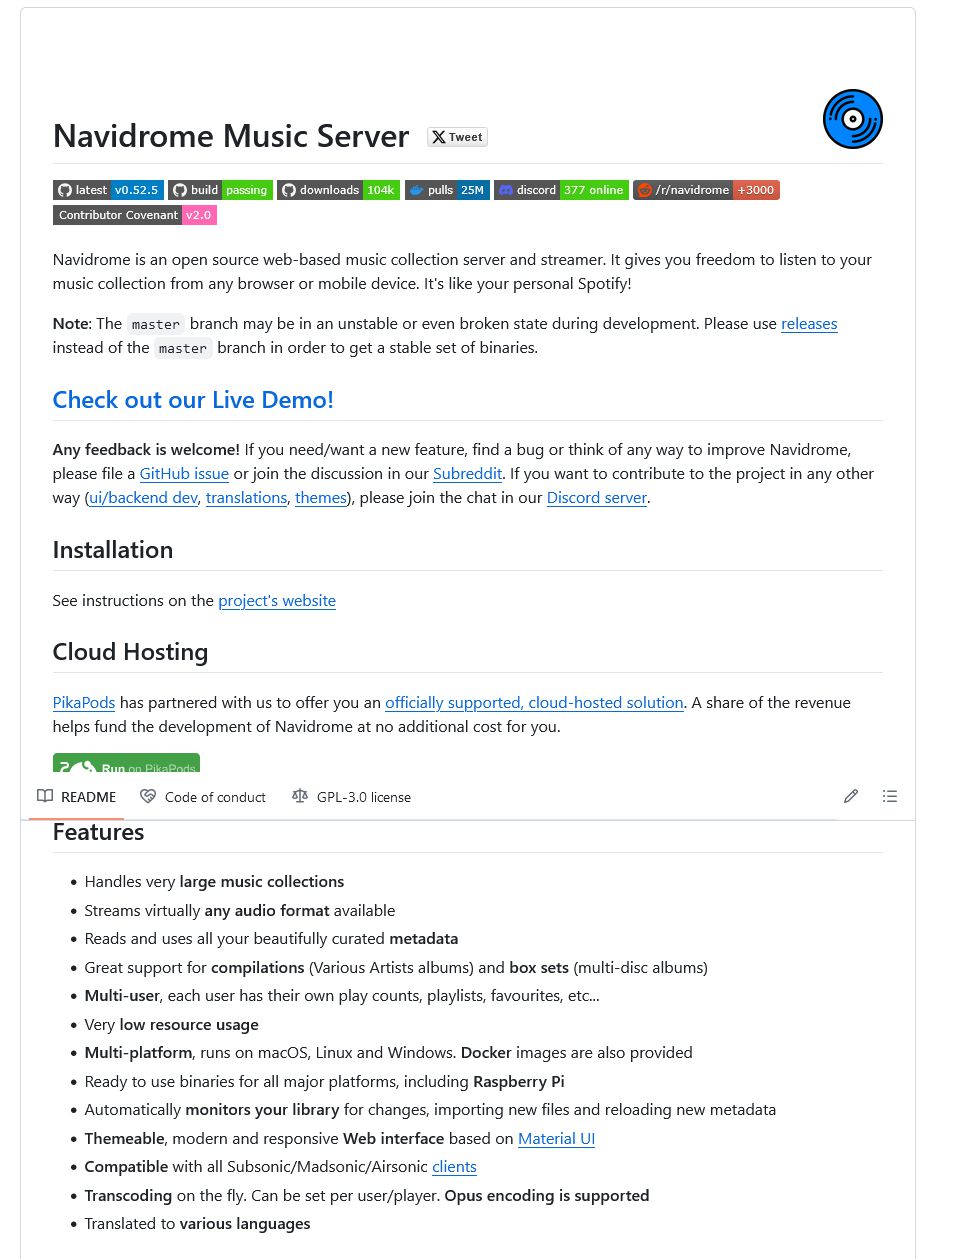 Navidrome Music Server Tweet
latest v0.52.5 build passing downloads 104k pulls 25M discord 377 online /r/navidrome +3000
Contributor Covenant v2.0
Navidrome is an open source web-based music collection server and streamer. It gives you freedom to listen to your
music collection from any browser or mobile device. It's like your personal Spotify!
Note: The master branch may be in an unstable or even broken state during development. Please use releases
instead of the master branch in order to get a stable set of binaries.
Check out our Live Demo!
Any feedback is welcome! If you need/want a new feature, find a bug or think of any way to improve Navidrome,
please file a GitHub issue or join the discussion in our Subreddit. If you want to contribute to the project in any other
way (ui/backend dev, translations, themes), please join the chat in our Discord server.
Installation
See instructions on the project's website
Cloud Hosting
PikaPods has partnered with us to offer you an officially supported, cloud-hosted solution. A share of the revenue
helps fund the development of Navidrome at no additional cost for you.
Run on PikaPods
README Code of conduct GPL-3.0 license
Features
• Handles very large music collections
• Streams virtually any audio format available
• Reads and uses all your beautifully curated metadata
• Great support for compilations (Various Artists albums) and box sets (multi-disc albums)
• Multi-user, each user has their own play counts, playlists, favourites, etc...
• Very low resource usage
• Multi-platform, runs on macOS, Linux and Windows. Docker images are also provided
• Ready to use binaries for all major platforms, including Raspberry Pi
• Automatically monitors your library for changes, importing new files and reloading new metadata
• Themeable, modern and responsive Web interface based on Material UI
• Compatible with all Subsonic/Madsonic/Airsonic clients
• Transcoding on the fly. Can be set per user/player. Opus encoding is supported
• Translated to various languages